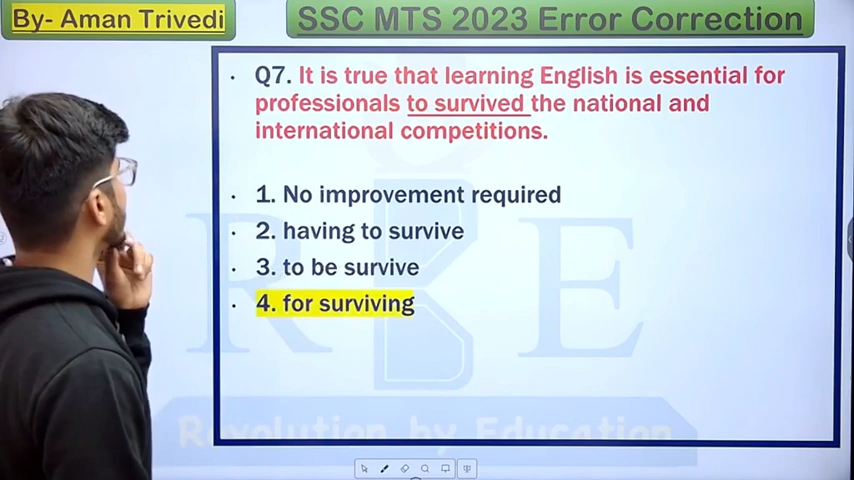 By- Aman Trivedi
SSC MTS 2023 Error Correction
• Q7. It is true that learning English is essential for
professionals to survived the national and
international competitions.
• 1. No improvement required
• 2. having to survive
• 3. to be survive
• 4. for surviving
R B E
Revolution by Education